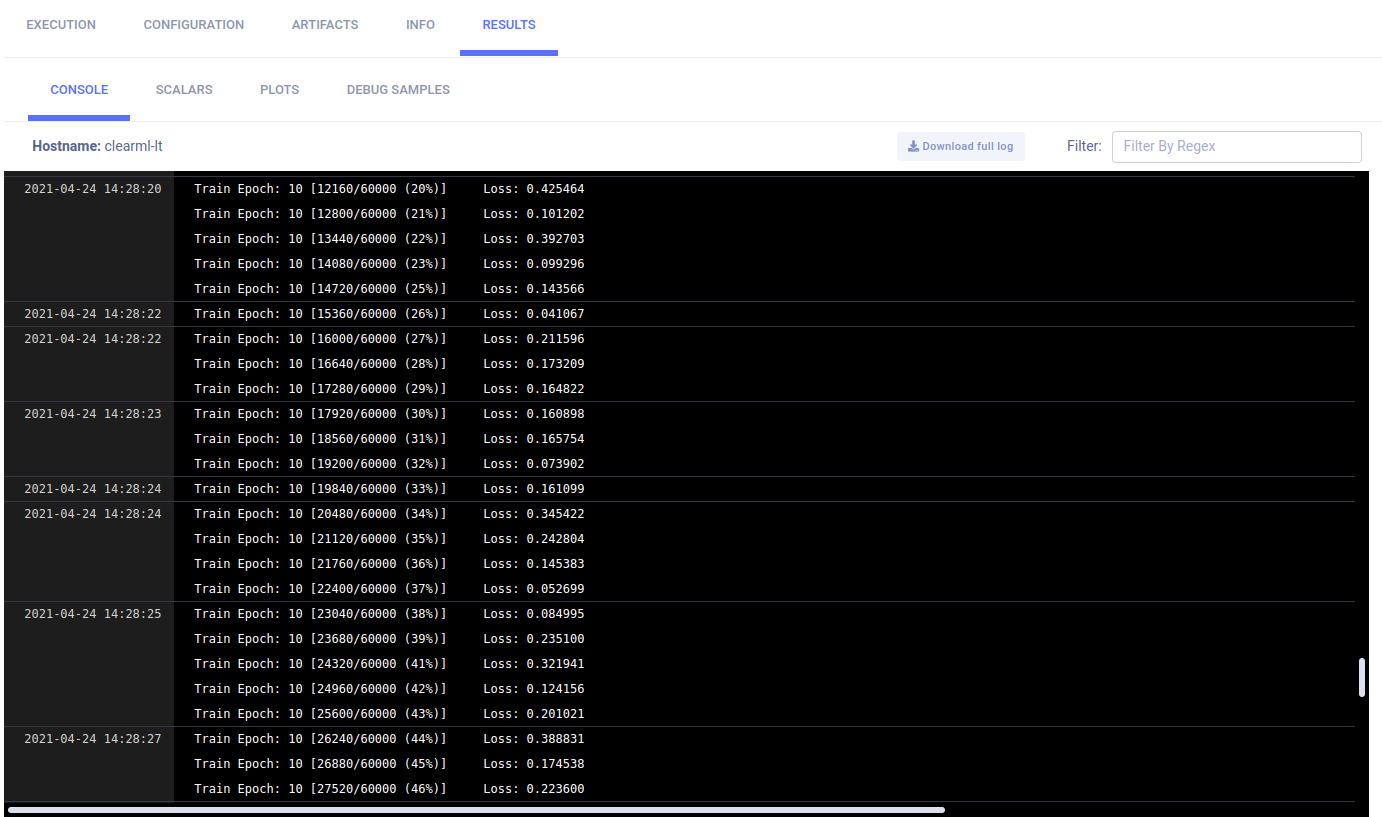 EXECUTION CONFIGURATION ARTIFACTS INFO RESULTS
CONSOLE SCALARS PLOTS DEBUG SAMPLES
Hostname: clearml-lt Download full log Filter: Filter By Regex
2021-04-24 14:28:20 Train Epoch: 10 [12160/60000 (20%)] Loss: 0.425464
Train Epoch: 10 [12800/60000 (21%)] Loss: 0.101202
Train Epoch: 10 [13440/60000 (22%)] Loss: 0.392703
Train Epoch: 10 [14080/60000 (23%)] Loss: 0.099296
Train Epoch: 10 [14720/60000 (25%)] Loss: 0.143566
2021-04-24 14:28:22 Train Epoch: 10 [15360/60000 (26%)] Loss: 0.041067
2021-04-24 14:28:22 Train Epoch: 10 [16000/60000 (27%)] Loss: 0.211596
Train Epoch: 10 [16640/60000 (28%)] Loss: 0.173209
Train Epoch: 10 [17280/60000 (29%)] Loss: 0.164822
2021-04-24 14:28:23 Train Epoch: 10 [17920/60000 (30%)] Loss: 0.160898
Train Epoch: 10 [18560/60000 (31%)] Loss: 0.165754
Train Epoch: 10 [19200/60000 (32%)] Loss: 0.073902
2021-04-24 14:28:24 Train Epoch: 10 [19840/60000 (33%)] Loss: 0.161099
2021-04-24 14:28:24 Train Epoch: 10 [20480/60000 (34%)] Loss: 0.345422
Train Epoch: 10 [21120/60000 (35%)] Loss: 0.242804
Train Epoch: 10 [21760/60000 (36%)] Loss: 0.145383
Train Epoch: 10 [22400/60000 (37%)] Loss: 0.052699
2021-04-24 14:28:25 Train Epoch: 10 [23040/60000 (38%)] Loss: 0.084995
Train Epoch: 10 [23680/60000 (39%)] Loss: 0.235100
Train Epoch: 10 [24320/60000 (41%)] Loss: 0.321941
Train Epoch: 10 [24960/60000 (42%)] Loss: 0.124156
Train Epoch: 10 [25600/60000 (43%)] Loss: 0.201021
2021-04-24 14:28:27 Train Epoch: 10 [26240/60000 (44%)] Loss: 0.388831
Train Epoch: 10 [26880/60000 (45%)] Loss: 0.174538
Train Epoch: 10 [27520/60000 (46%)] Loss: 0.223600